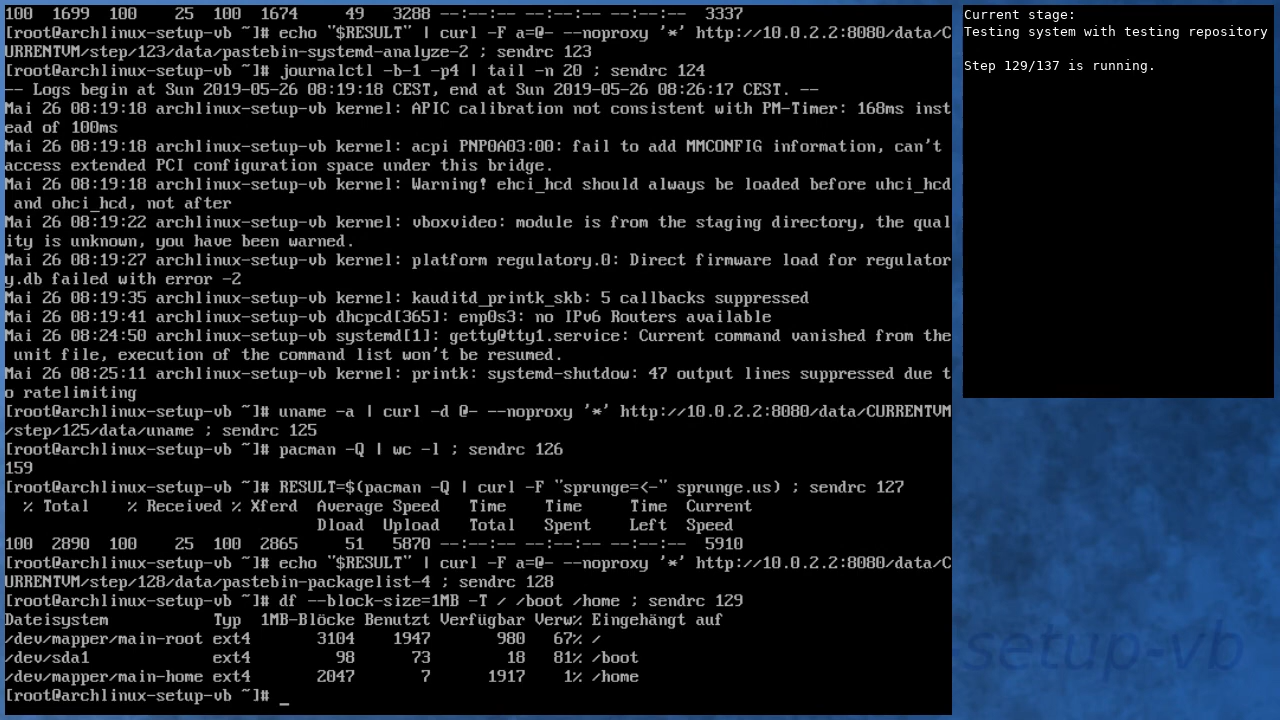 100  1699  100    25  100  1674     49   3288 --:--:-- --:--:-- --:--:--  3337
[root@archlinux-setup-vb ~]# echo "$RESULT" | curl -F a=@- --noproxy '*' http://10.0.2.2:8080/data/C
URRENTVM/step/123/data/pastebin-systemd-analyze-2 ; sendrc 123
[root@archlinux-setup-vb ~]# journalctl -b-1 -p4 | tail -n 20 ; sendrc 124
-- Logs begin at Sun 2019-05-26 08:19:18 CEST, end at Sun 2019-05-26 08:26:17 CEST. --
Mai 26 08:19:18 archlinux-setup-vb kernel: APIC calibration not consistent with PM-Timer: 168ms inst
ead of 100ms
Mai 26 08:19:18 archlinux-setup-vb kernel: acpi PNP0A03:00: fail to add MMCONFIG information, can't
access extended PCI configuration space under this bridge.
Mai 26 08:19:18 archlinux-setup-vb kernel: Warning! ehci_hcd should always be loaded before uhci_hcd
 and ohci_hcd, not after
Mai 26 08:19:22 archlinux-setup-vb kernel: vboxvideo: module is from the staging directory, the qual
ity is unknown, you have been warned.
Mai 26 08:19:27 archlinux-setup-vb kernel: platform regulatory.0: Direct firmware load for regulator
y.db failed with error -2
Mai 26 08:19:35 archlinux-setup-vb kernel: kauditd_printk_skb: 5 callbacks suppressed
Mai 26 08:19:41 archlinux-setup-vb dhcpcd[365]: enp0s3: no IPv6 Routers available
Mai 26 08:24:50 archlinux-setup-vb systemd[1]: getty@tty1.service: Current command vanished from the
 unit file, execution of the command list won't be resumed.
Mai 26 08:25:11 archlinux-setup-vb kernel: printk: systemd-shutdow: 47 output lines suppressed due t
o ratelimiting
[root@archlinux-setup-vb ~]# uname -a | curl -d @- --noproxy '*' http://10.0.2.2:8080/data/CURRENTVM
/step/125/data/uname ; sendrc 125
[root@archlinux-setup-vb ~]# pacman -Q | wc -l ; sendrc 126
159
[root@archlinux-setup-vb ~]# RESULT=$(pacman -Q | curl -F "sprunge=<-" sprunge.us) ; sendrc 127
  % Total    % Received % Xferd  Average Speed   Time    Time     Time  Current
                                 Dload  Upload   Total   Spent    Left  Speed
100  2890  100    25  100  2865     51   5870 --:--:-- --:--:-- --:--:--  5910
[root@archlinux-setup-vb ~]# echo "$RESULT" | curl -F a=@- --noproxy '*' http://10.0.2.2:8080/data/C
URRENTVM/step/128/data/pastebin-packagelist-4 ; sendrc 128
[root@archlinux-setup-vb ~]# df --block-size=1MB -T / /boot /home ; sendrc 129
Dateisystem           Typ  1MB-Blöcke Benutzt Verfügbar Verw% Eingehängt auf
/dev/mapper/main-root ext4       3104    1947       980   67% /
/dev/sda1             ext4         98      73        18   81% /boot
/dev/mapper/main-home ext4       2047       7      1917    1% /home
[root@archlinux-setup-vb ~]# _
Current stage:
Testing system with testing repository
Step 129/137 is running.
setup-vb